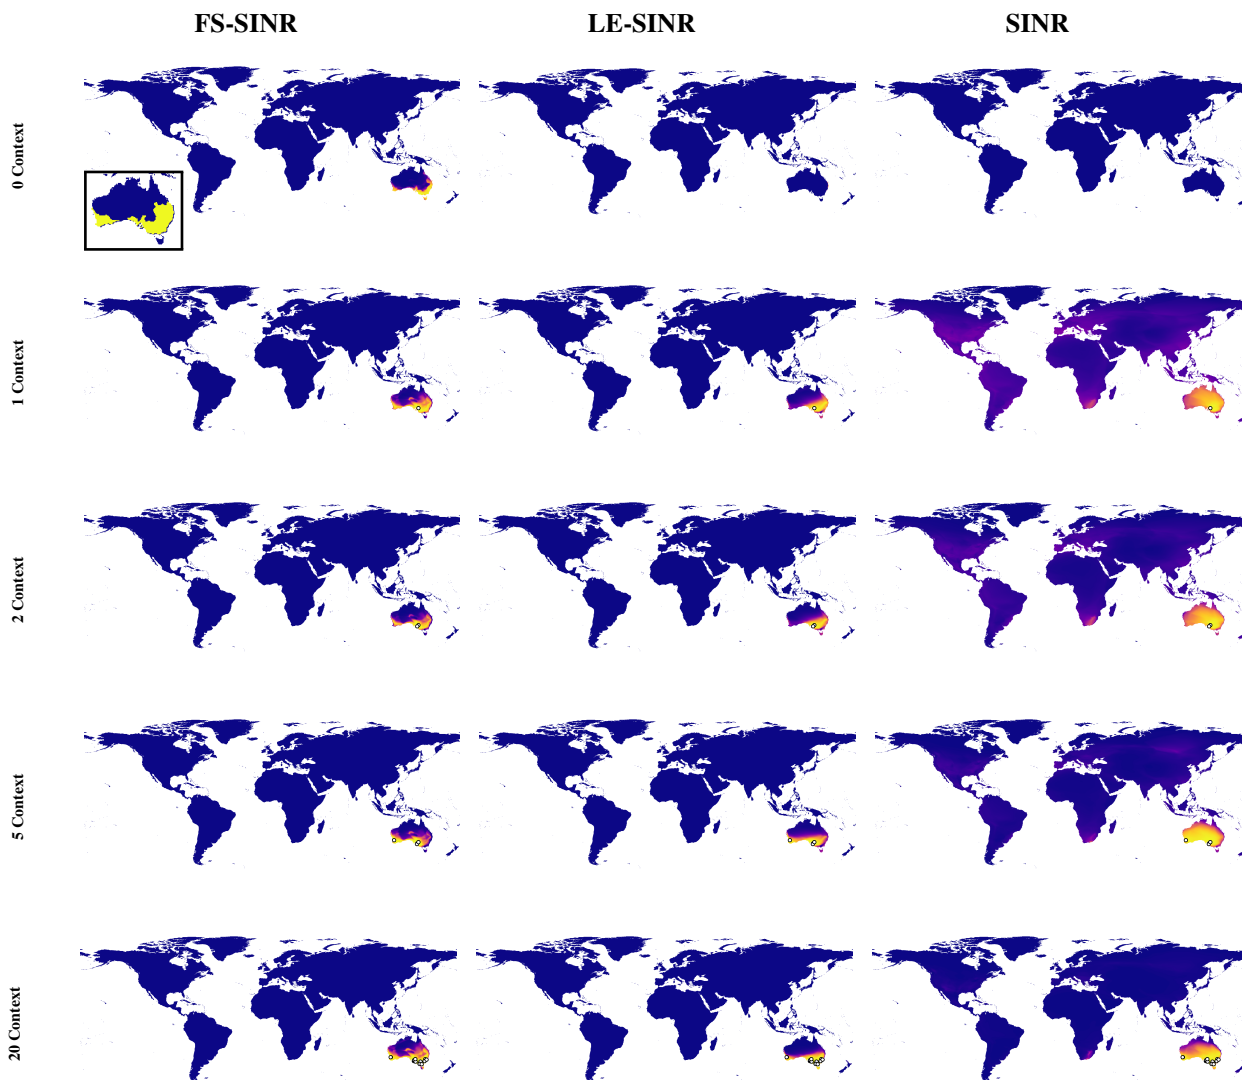 FS-SINR LE-SINR SINR
0 Context
1 Context
2 Context
5 Context
20 Context